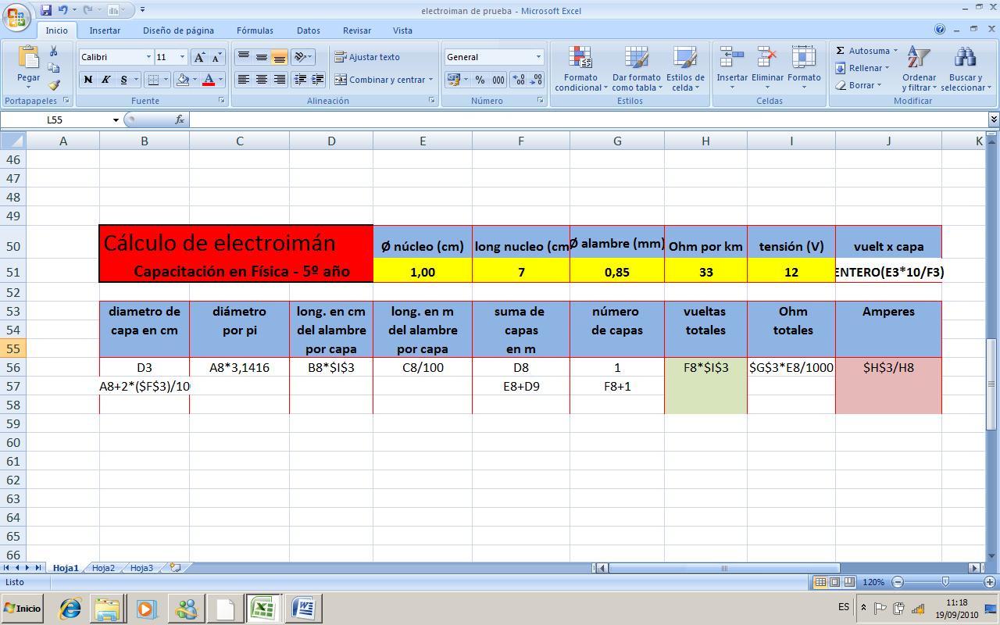 electroiman de prueba - Microsoft Excel
Inicio Insertar Diseño de página Fórmulas Datos Revisar Vista
Pegar
Portapapeles
Calibri 11
N K S
Fuente
Ajustar texto
Combinar y centrar
Alineación
General
% 000
Número
Formato condicional
Dar formato como tabla
Estilos de celda
Estilos
Insertar Eliminar Formato
Celdas
Σ Autosuma
Rellenar
Borrar
Ordenar y filtrar
Buscar y seleccionar
Modificar
L55 fx
A B C D E F G H I J K
46
47
48
49
50 Cálculo de electroimán Ø núcleo (cm) long nucleo (cm Ø alambre (mm) Ohm por km tensión (V) vuelt x capa
51 Capacitación en Física - 5º año 1,00 7 0,85 33 12 ENTERO(E3*10/F3)
52
53 diametro de diámetro long. en cm long. en m suma de número vueltas Ohm Amperes
54 capa en cm por pi del alambre del alambre capas de capas totales totales
55 por capa por capa en m
56 D3 A8*3,1416 B8*$I$3 C8/100 D8 1 F8*$I$3 $G$3*E8/1000 $H$3/H8
57 A8+2*($F$3)/10 E8+D9 F8+1
58
59
60
61
62
63
64
65
66
Hoja1 Hoja2 Hoja3
Listo 120%
Inicio ES 11:18
19/09/2010